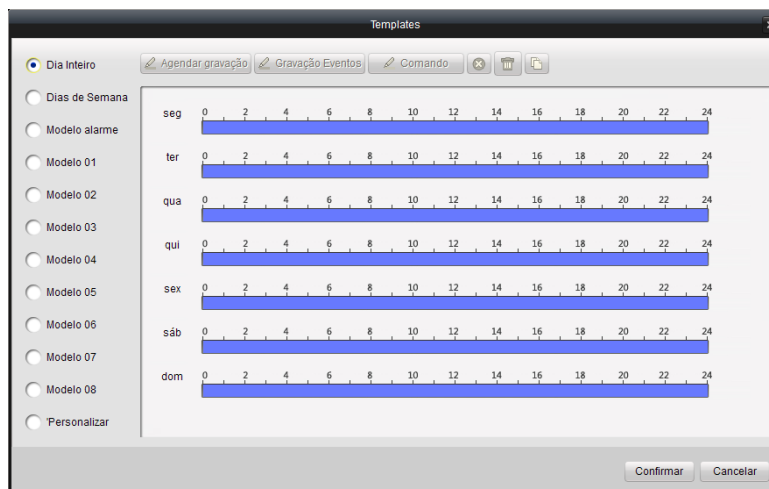 Templates
Dia Inteiro
Dias de Semana
Modelo alarme
Modelo 01
Modelo 02
Modelo 03
Modelo 04
Modelo 05
Modelo 06
Modelo 07
Modelo 08
'Personalizar
Agendar gravação Gravação Eventos Comando
seg 0 2 4 6 8 10 12 14 16 18 20 22 24
ter 0 2 4 6 8 10 12 14 16 18 20 22 24
qua 0 2 4 6 8 10 12 14 16 18 20 22 24
qui 0 2 4 6 8 10 12 14 16 18 20 22 24
sex 0 2 4 6 8 10 12 14 16 18 20 22 24
sáb 0 2 4 6 8 10 12 14 16 18 20 22 24
dom 0 2 4 6 8 10 12 14 16 18 20 22 24
Confirmar Cancelar